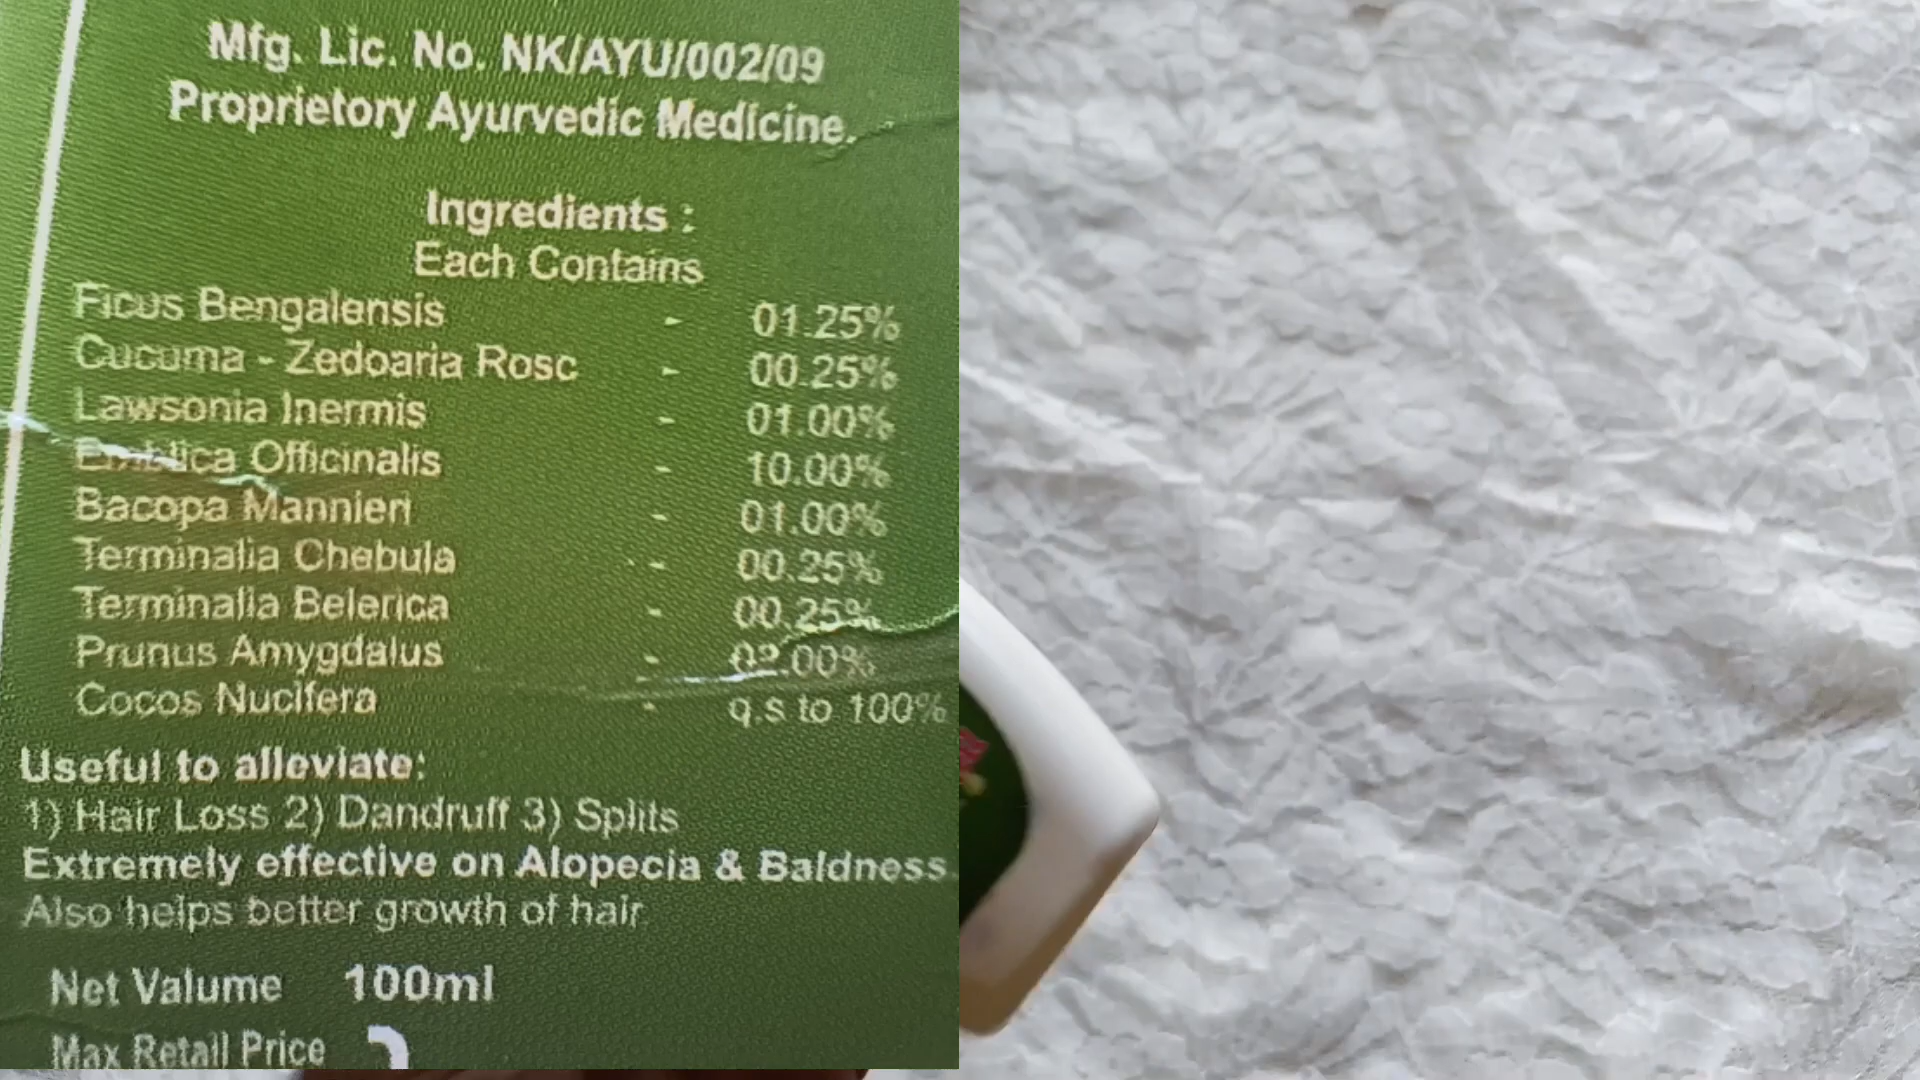 Mfg. Lic. No. NK/AYU/002/09
Proprietory Ayurvedic Medicine.
Ingredients :
Each Contains
Ficus Bengalensis - 01.25%
Cucuma - Zedoaria Rosc - 00.25%
Lawsonia Inermis - 01.00%
Emblica Officinalis - 10.00%
Bacopa Mannieri - 01.00%
Terminalia Chebula - 00.25%
Terminalia Belerica - 00.25%
Prunus Amygdalus - 02.00%
Cocos Nucifera - q.s to 100%
Useful to alleviate:
1) Hair Loss 2) Dandruff 3) Splits
Extremely effective on Alopecia & Baldness.
Also helps better growth of hair.
Net Valume 100ml
Max Retail Price